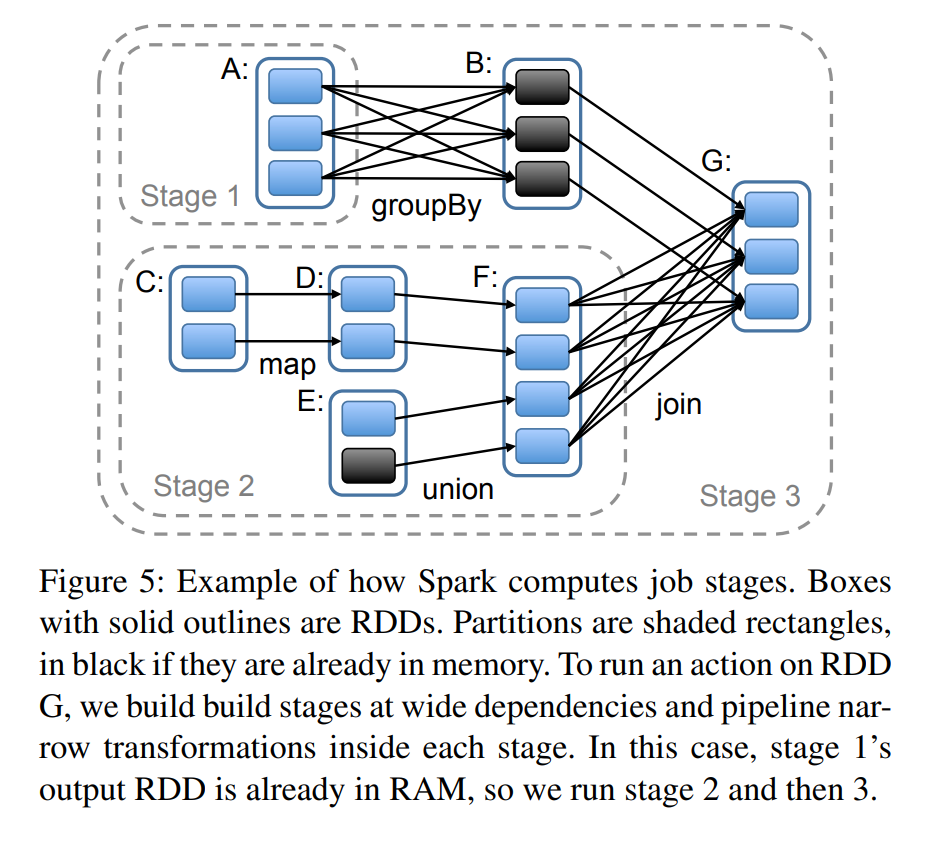 A:
B:
G:
Stage 1
groupBy
C:
D:
F:
map
E:
join
Stage 2
union
Stage 3
Figure 5: Example of how Spark computes job stages. Boxes
with solid outlines are RDDs. Partitions are shaded rectangles,
in black if they are already in memory. To run an action on RDD
G, we build build stages at wide dependencies and pipeline nar-
row transformations inside each stage. In this case, stage 1’s
output RDD is already in RAM, so we run stage 2 and then 3.